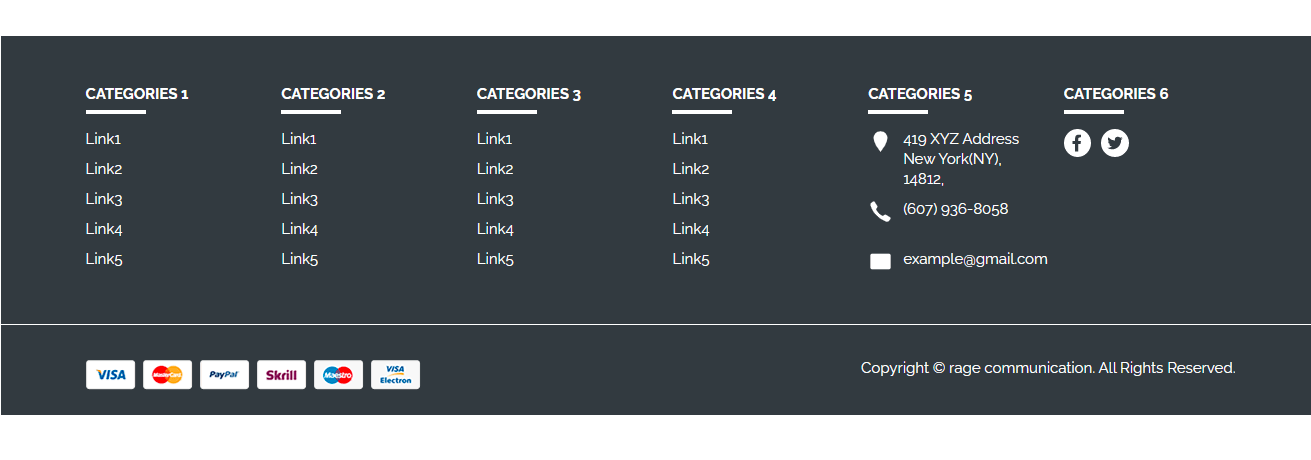 CATEGORIES 1
Link1
Link2
Link3
Link4
Link5
CATEGORIES 2
Link1
Link2
Link3
Link4
Link5
CATEGORIES 3
Link1
Link2
Link3
Link4
Link5
CATEGORIES 4
Link1
Link2
Link3
Link4
Link5
CATEGORIES 5
419 XYZ Address
New York(NY),
14812,
(607) 936-8058
example@gmail.com
CATEGORIES 6
VISA
MasterCard
PayPal
Skrill
Maestro
VISA
Electron
Copyright © rage communication. All Rights Reserved.